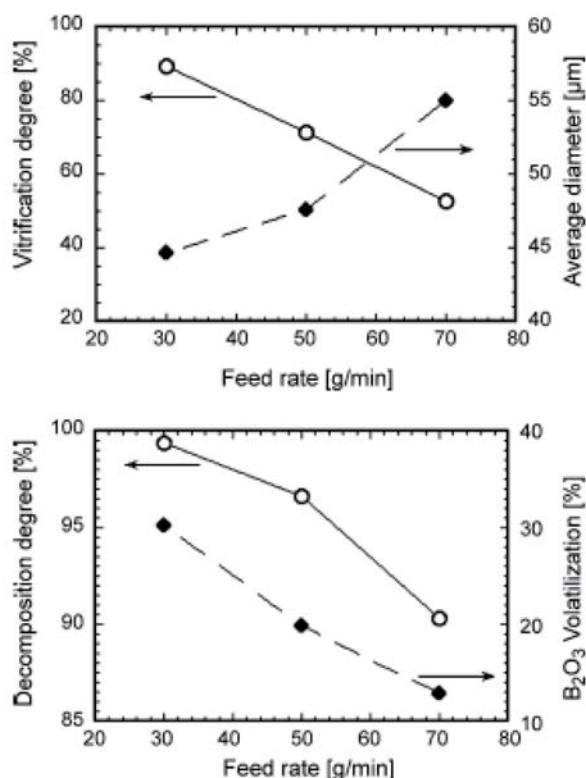 100
80
60
40
20
Vitrification degree [%]
60
55
50
45
40
Average diameter [μm]
20 30 40 50 60 70 80
Feed rate [g/min]
100
95
90
85
Decomposition degree [%]
40
30
20
10
B₂O₃ Volatilization [%]
20 30 40 50 60 70 80
Feed rate [g/min]